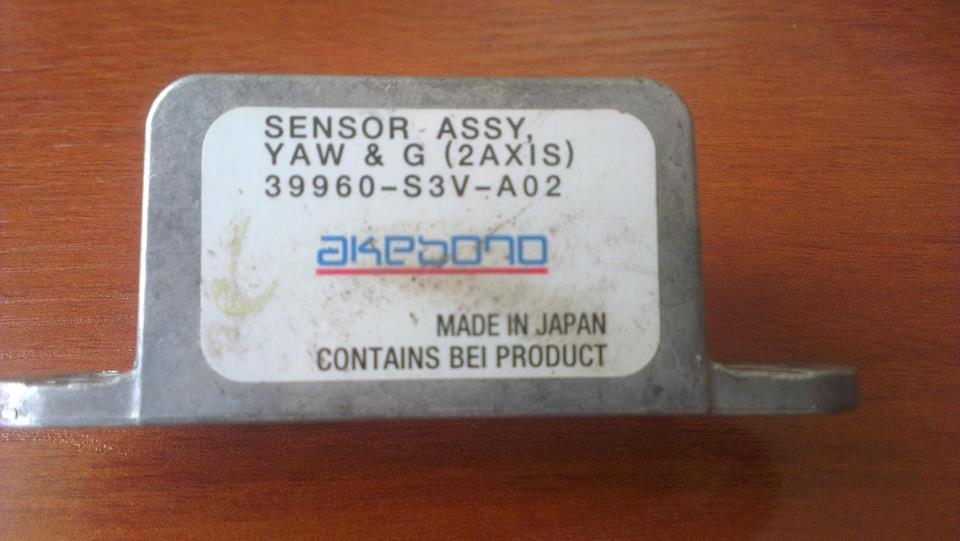 SENSOR ASSY,
YAW & G (2AXIS)
39960-S3V-A02
akebono
MADE IN JAPAN
CONTAINS BEI PRODUCT